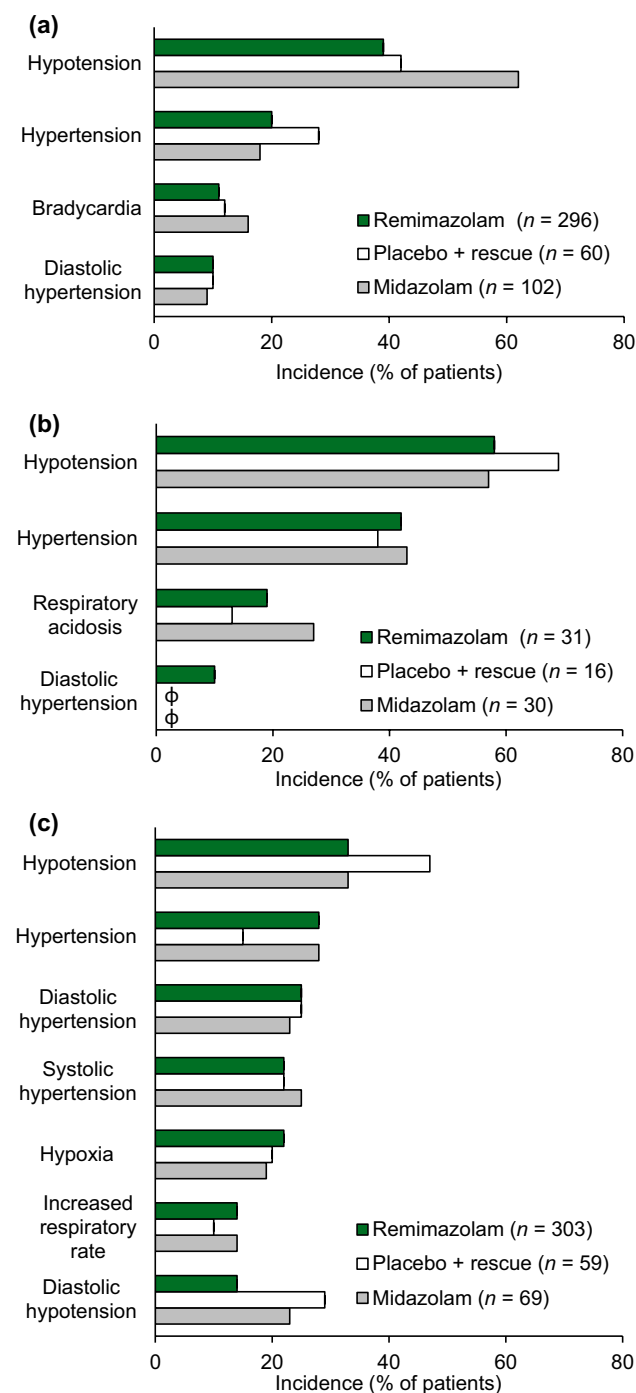 (a)
Hypotension
Hypertension
Bradycardia
Diastolic
hypertension
Remimazolam (n = 296)
Placebo + rescue (n = 60)
Midazolam (n = 102)
0 20 40 60 80
Incidence (% of patients)
(b)
Hypotension
Hypertension
Respiratory
acidosis
Diastolic
hypertension
ϕ
ϕ
Remimazolam (n = 31)
Placebo + rescue (n = 16)
Midazolam (n = 30)
0 20 40 60 80
Incidence (% of patients)
(c)
Hypotension
Hypertension
Diastolic
hypertension
Systolic
hypertension
Hypoxia
Increased
respiratory
rate
Diastolic
hypotension
Remimazolam (n = 303)
Placebo + rescue (n = 59)
Midazolam (n = 69)
0 20 40 60 80
Incidence (% of patients)